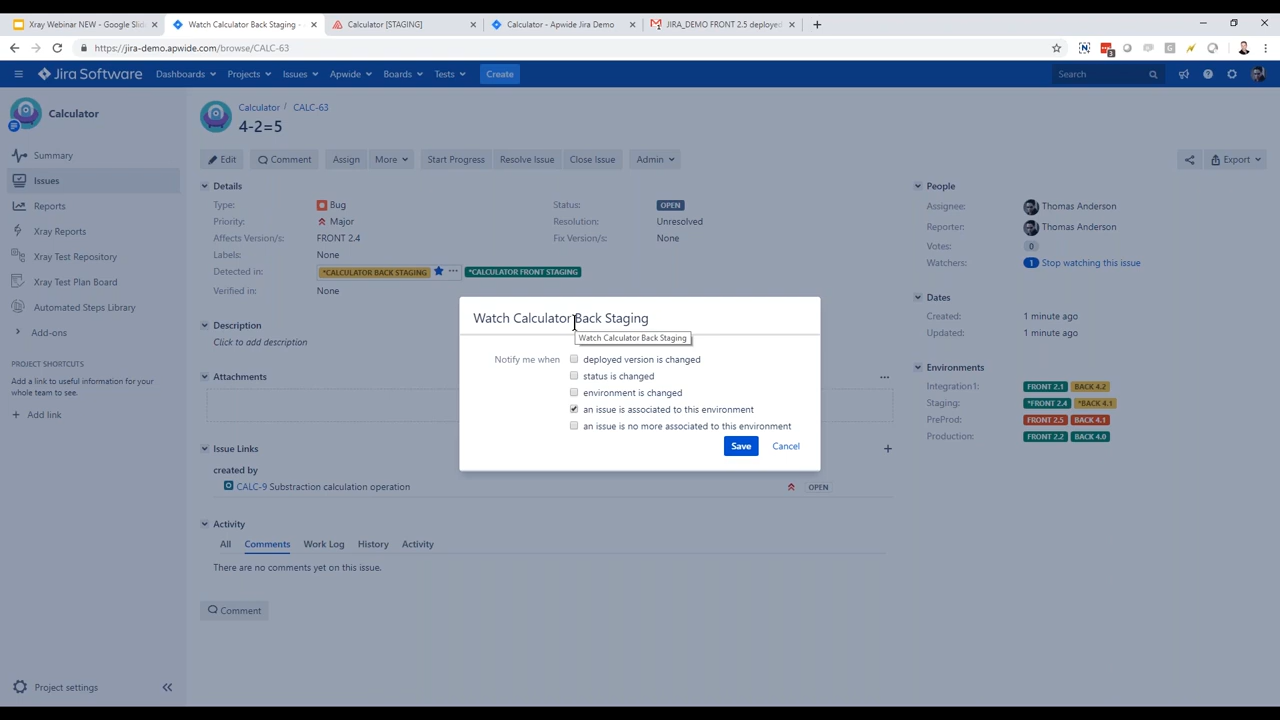 Xray Webinar NEW - Google Slid
Watch Calculator Back Staging -
Calculator [STAGING]
Calculator - Apwide Jira Demo
JIRA_DEMO FRONT 2.5 deployed
https://jira-demo.apwide.com/browse/CALC-63
3
Jira Software
Dashboards
Projects
Issues
Apwide
Boards
Tests
Create
Search
Calculator
Calculator / CALC-63
4-2=5
Summary
Issues
Reports
Xray Reports
Xray Test Repository
Xray Test Plan Board
Automated Steps Library
Add-ons
PROJECT SHORTCUTS
Add a link to useful information for your
whole team to see.
Add link
Project settings
Edit
Comment
Assign
More
Start Progress
Resolve Issue
Close Issue
Admin
Export
Details
Type: Bug
Status: OPEN
Priority: Major
Resolution: Unresolved
Affects Version/s: FRONT 2.4
Fix Version/s: None
Labels: None
Detected in: *CALCULATOR BACK STAGING ··· *CALCULATOR FRONT STAGING
Verified in: None
Description
Click to add description
Attachments
Issue Links
created by
CALC-9 Substraction calculation operation
OPEN
Activity
All
Comments
Work Log
History
Activity
There are no comments yet on this issue.
Comment
Watch Calculator Back Staging
Watch Calculator Back Staging
Notify me when deployed version is changed
status is changed
environment is changed
an issue is associated to this environment
an issue is no more associated to this environment
Save
Cancel
People
Assignee: Thomas Anderson
Reporter: Thomas Anderson
Votes: 0
Watchers: 1 Stop watching this issue
Dates
Created: 1 minute ago
Updated: 1 minute ago
Environments
Integration1: FRONT 2.1 BACK 4.2
Staging: *FRONT 2.4 *BACK 4.1
PreProd: FRONT 2.5 BACK 4.1
Production: FRONT 2.2 BACK 4.0